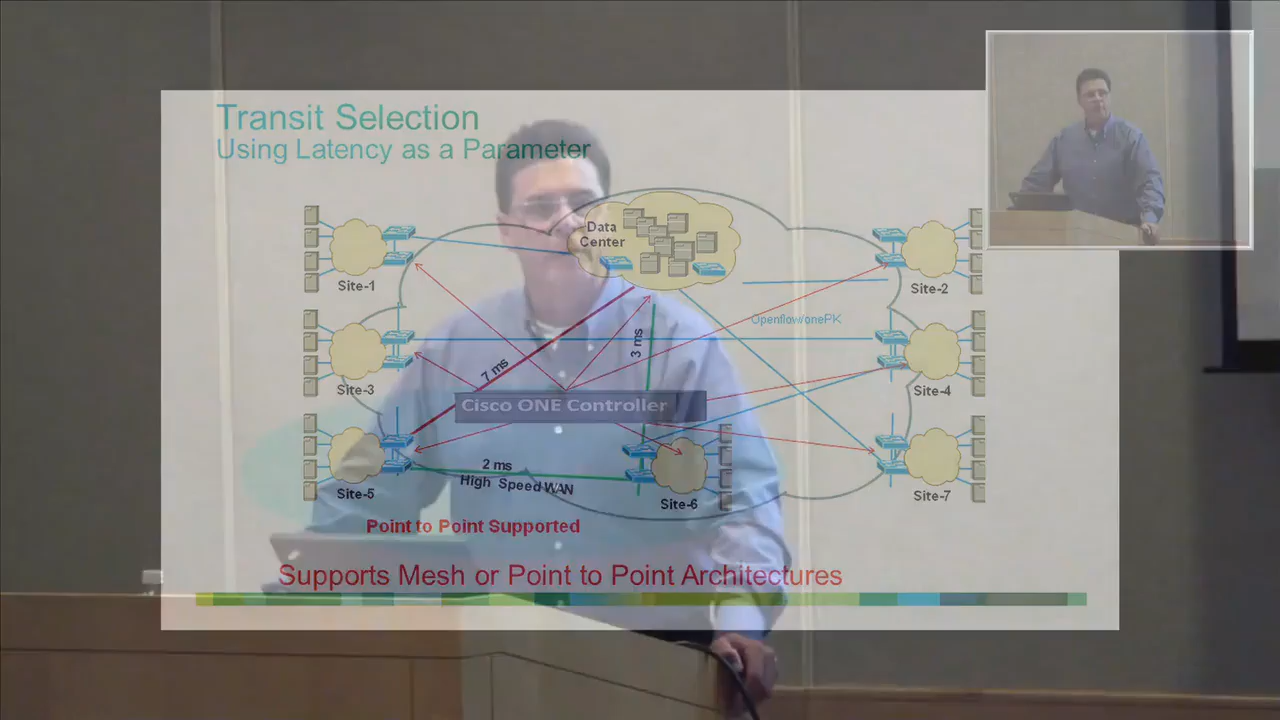 Transit Selection
Using Latency as a Parameter
Data
Center
Site-1
Site-2
Openflow/onePK
3 ms
7 ms
Site-3
Site-4
Cisco ONE Controller
2 ms
High Speed WAN
Site-5
Site-6
Site-7
Point to Point Supported
Supports Mesh or Point to Point Architectures